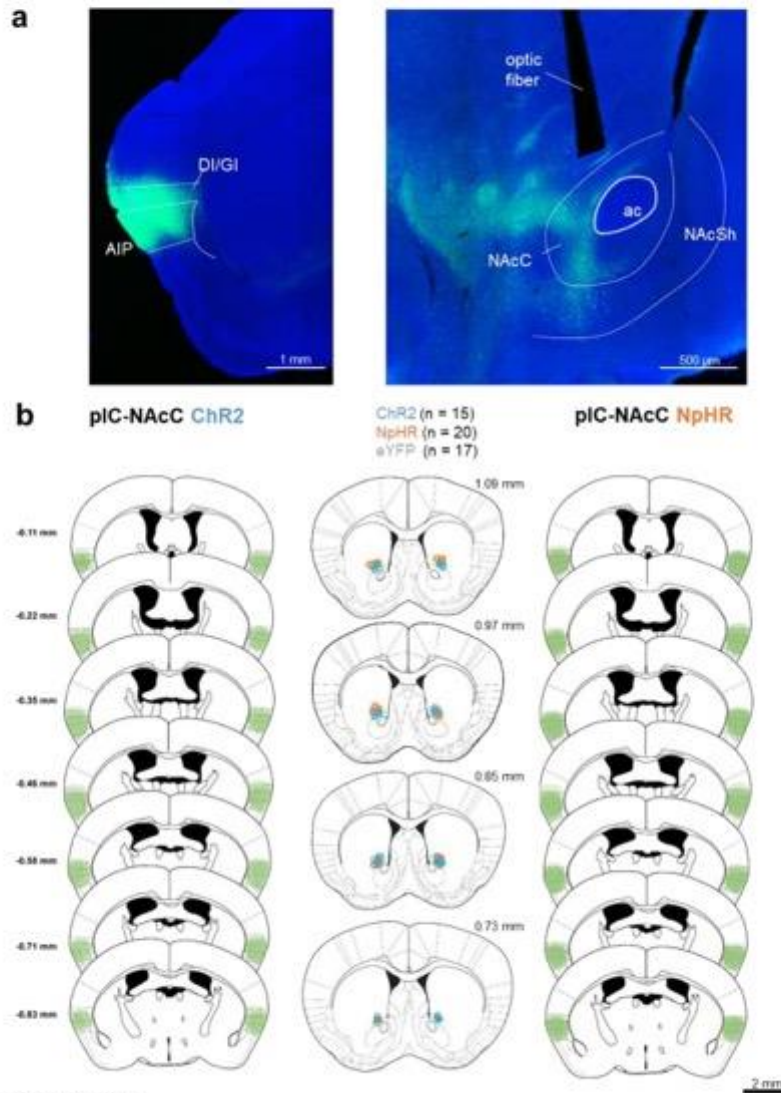 a
DI/GI
AIP
1 mm
optic
fiber
ac
NAcC
NAcSh
500 µm
b
pIC-NAcC ChR2
ChR2 (n = 15)
NpHR (n = 20)
eYFP (n = 17)
pIC-NAcC NpHR
-0.11 mm
-0.22 mm
-0.35 mm
-0.46 mm
-0.58 mm
-0.71 mm
-0.83 mm
1.09 mm
0.97 mm
0.85 mm
0.73 mm
2 mm